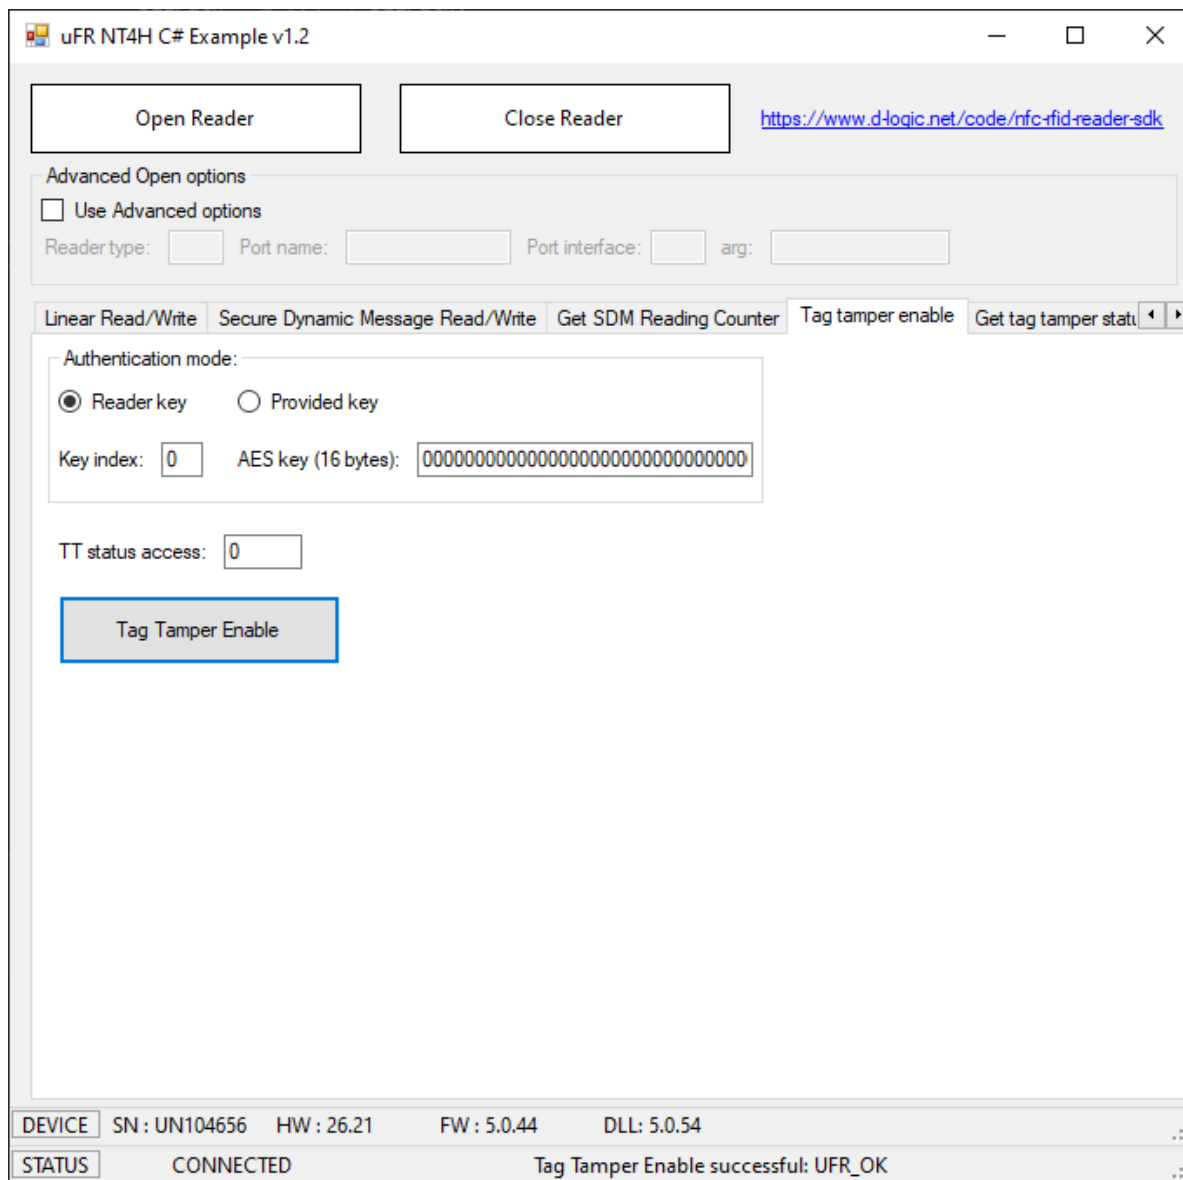 uFR NT4H C# Example v1.2
Open Reader
Close Reader
https://www.d-logic.net/code/nfc-rfid-reader-sdk
Advanced Open options
Use Advanced options
Reader type:
Port name:
Port interface:
arg:
Linear Read/Write
Secure Dynamic Message Read/Write
Get SDM Reading Counter
Tag tamper enable
Get tag tamper
Authentication mode:
Reader key
Provided key
Key index:
0
AES key (16 bytes):
TT status access:
0
Tag Tamper Enable
DEVICE
SN : UN104656
HW : 26.21
FW : 5.0.44
DLL: 5.0.54
STATUS
CONNECTED
Tag Tamper Enable successful: UFR_OK